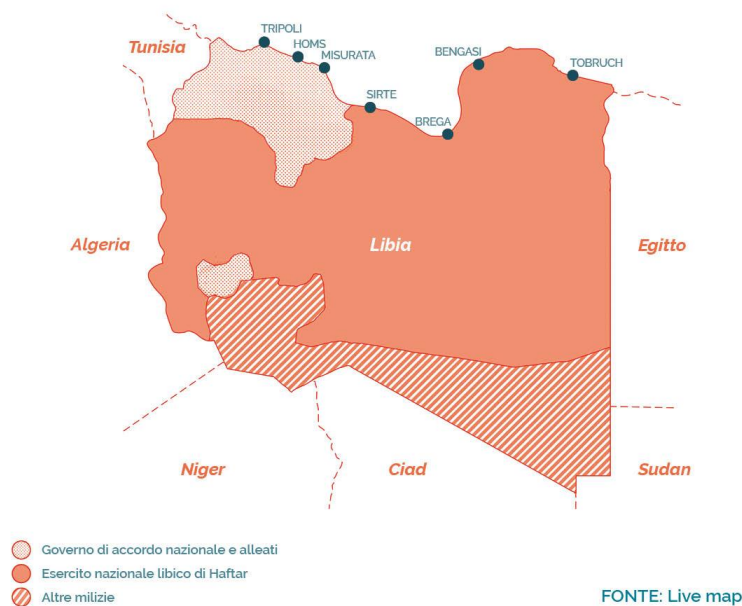 TRIPOLI
Tunisia
HOMS
MISURATA
BENGASI
TOBRUCH
SIRTE
BREGA
Algeria
Libia
Egitto
Niger
Ciad
Sudan
Governo di accordo nazionale e alleati
Esercito nazionale libico di Haftar
Altre milizie
FONTE: Live map